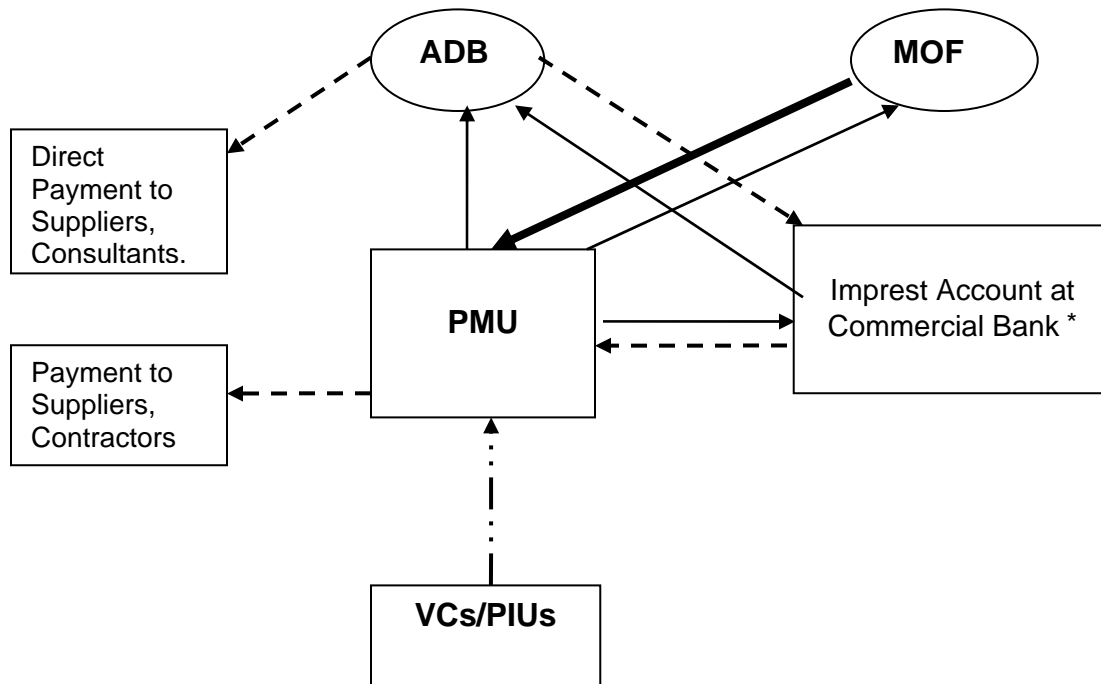 ADB
MOF
Direct
Payment to
Suppliers,
Consultants.
PMU
Imprest Account at
Commercial Bank *
Payment to
Suppliers,
Contractors
VCs/PIUs